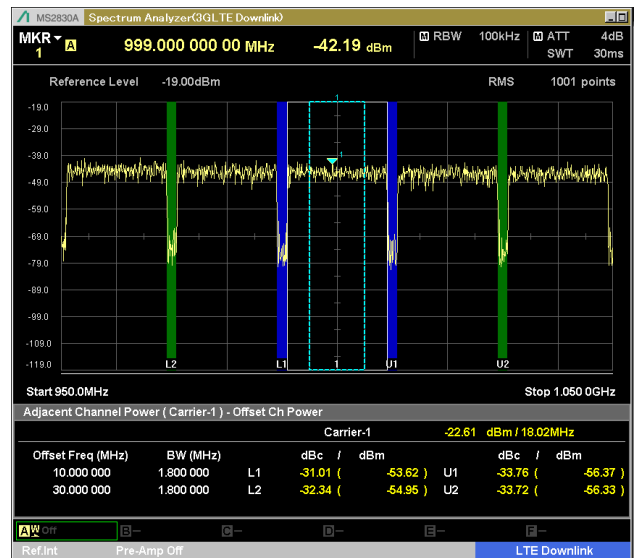 MS2830A Spectrum Analyzer(3GLTE Downlink)
MKR 1 A 999.000 000 00 MHz -42.19 dBm M RBW 100kHz M ATT 4dB
SWT 30ms
Reference Level -19.00dBm RMS 1001 points
1
-19.0
-29.0
-39.0
1
-49.0
-59.0
-69.0
-79.0
-89.0
-99.0
-109.0
-119.0 L2 L1 1 U1 U2
Start 950.0MHz Stop 1.050 0GHz
Adjacent Channel Power ( Carrier-1 ) - Offset Ch Power
Carrier-1 -22.61 dBm / 18.02MHz
Offset Freq (MHz) BW (MHz) dBc / dBm dBc / dBm
10.000 000 1.800 000 L1 -31.01 ( -53.62 ) U1 -33.76 ( -56.37 )
30.000 000 1.800 000 L2 -32.34 ( -54.95 ) U2 -33.72 ( -56.33 )
A W Off B- C- D- E- F-
Ref.Int Pre-Amp Off LTE Downlink